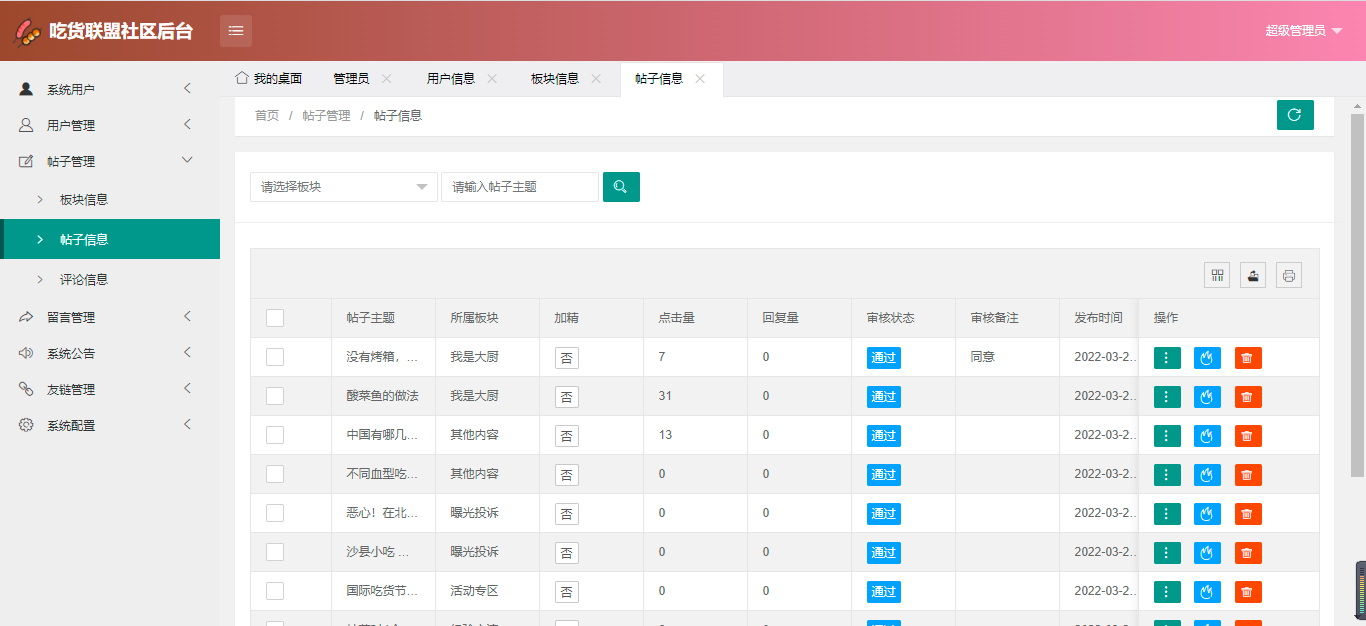 吃货联盟社区后台
超级管理员
系统用户
用户管理
帖子管理
板块信息
帖子信息
评论信息
留言管理
系统公告
友链管理
系统配置
我的桌面 管理员 用户信息 板块信息 帖子信息
首页 / 帖子管理 / 帖子信息
请选择板块 请输入帖子主题
帖子主题 所属板块 加精 点击量 回复量 审核状态 审核备注 发布时间 操作
没有烤箱，... 我是大厨 否 7 0 通过 同意 2022-03-2...
酸菜鱼的做法 我是大厨 否 31 0 通过 2022-03-2...
中国有哪几... 其他内容 否 13 0 通过 2022-03-2...
不同血型吃... 其他内容 否 0 0 通过 2022-03-2...
恶心！在北... 曝光投诉 否 0 0 通过 2022-03-2...
沙县小吃 ... 曝光投诉 否 0 0 通过 2022-03-2...
国际吃货节... 活动专区 否 0 0 通过 2022-03-2...